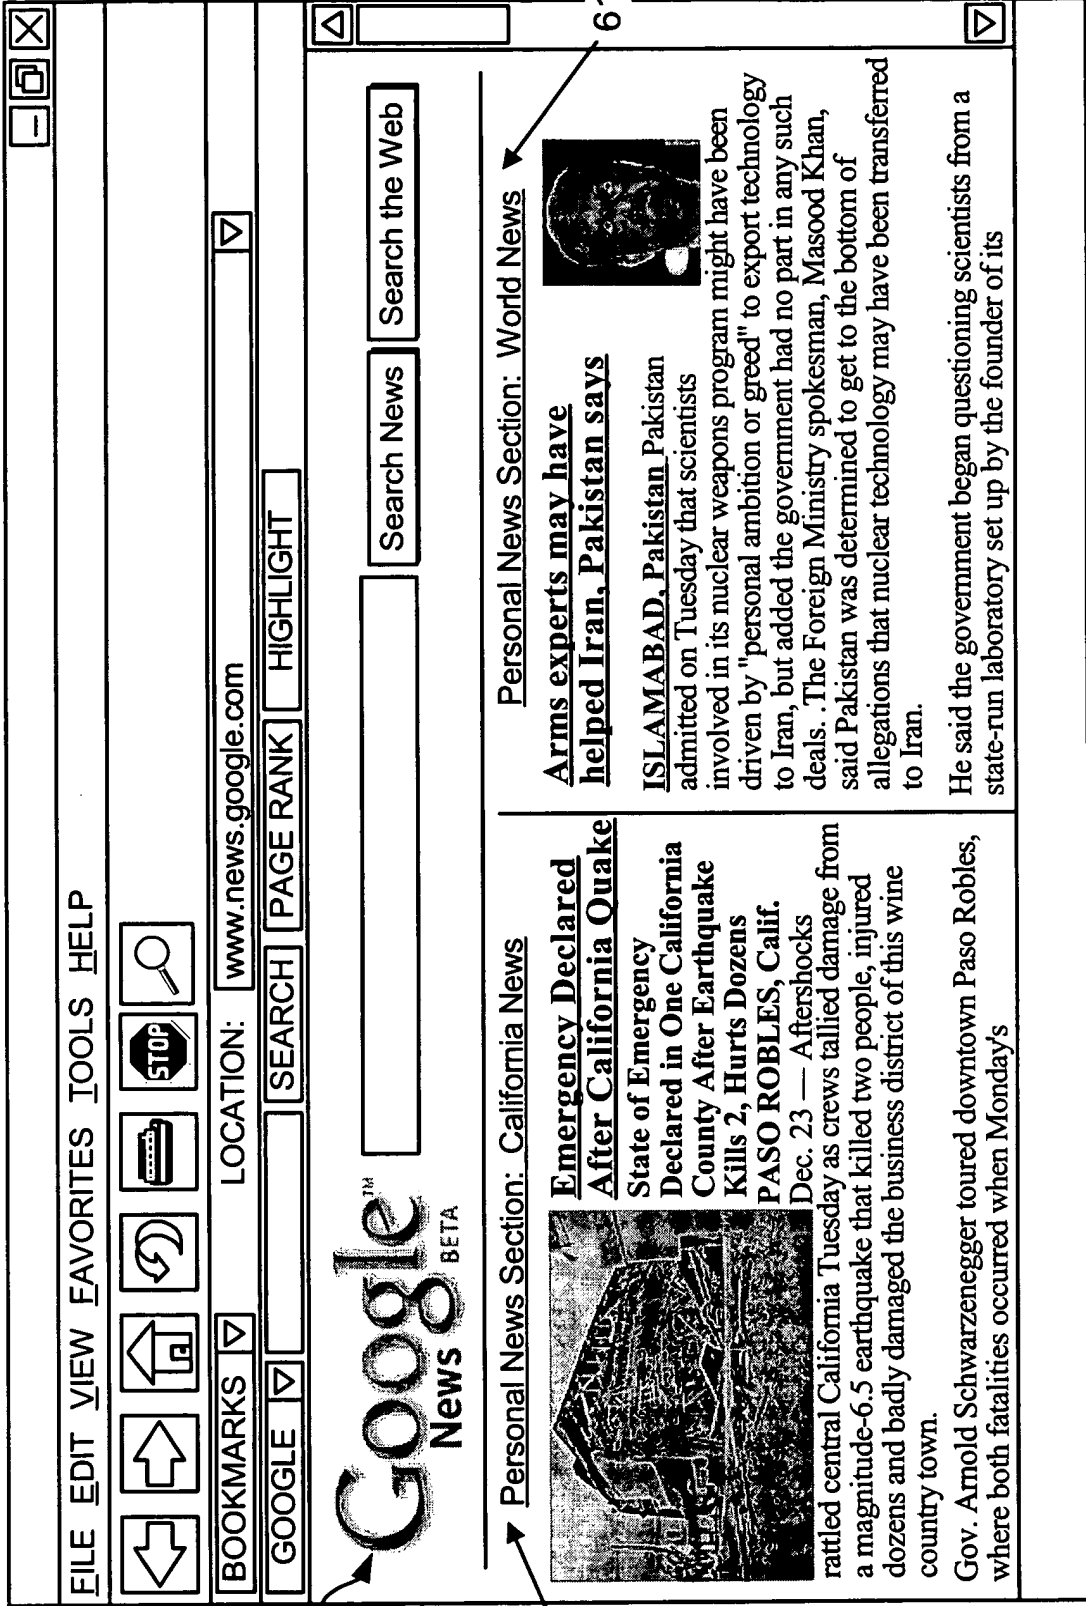 FILE EDIT VIEW FAVORITES TOOLS HELP
STOP
BOOKMARKS LOCATION: www.news.google.com
GOOGLE SEARCH PAGE RANK HIGHLIGHT
Google™
News BETA
Search News Search the Web
Personal News Section: California News
Emergency Declared
After California Quake
State of Emergency
Declared in One California
County After Earthquake
Kills 2, Hurts Dozens
PASO ROBLES, Calif.
Dec. 23 — Aftershocks
rattled central California Tuesday as crews tallied damage from
a magnitude-6.5 earthquake that killed two people, injured
dozens and badly damaged the business district of this wine
country town.
Gov. Arnold Schwarzenegger toured downtown Paso Robles,
where both fatalities occurred when Monday's
Personal News Section: World News
Arms experts may have
helped Iran, Pakistan says
ISLAMABAD, Pakistan Pakistan
admitted on Tuesday that scientists
involved in its nuclear weapons program might have been
driven by "personal ambition or greed" to export technology
to Iran, but added the government had no part in any such
deals. .The Foreign Ministry spokesman, Masood Khan,
said Pakistan was determined to get to the bottom of
allegations that nuclear technology may have been transferred
to Iran.
He said the government began questioning scientists from a
state-run laboratory set up by the founder of its